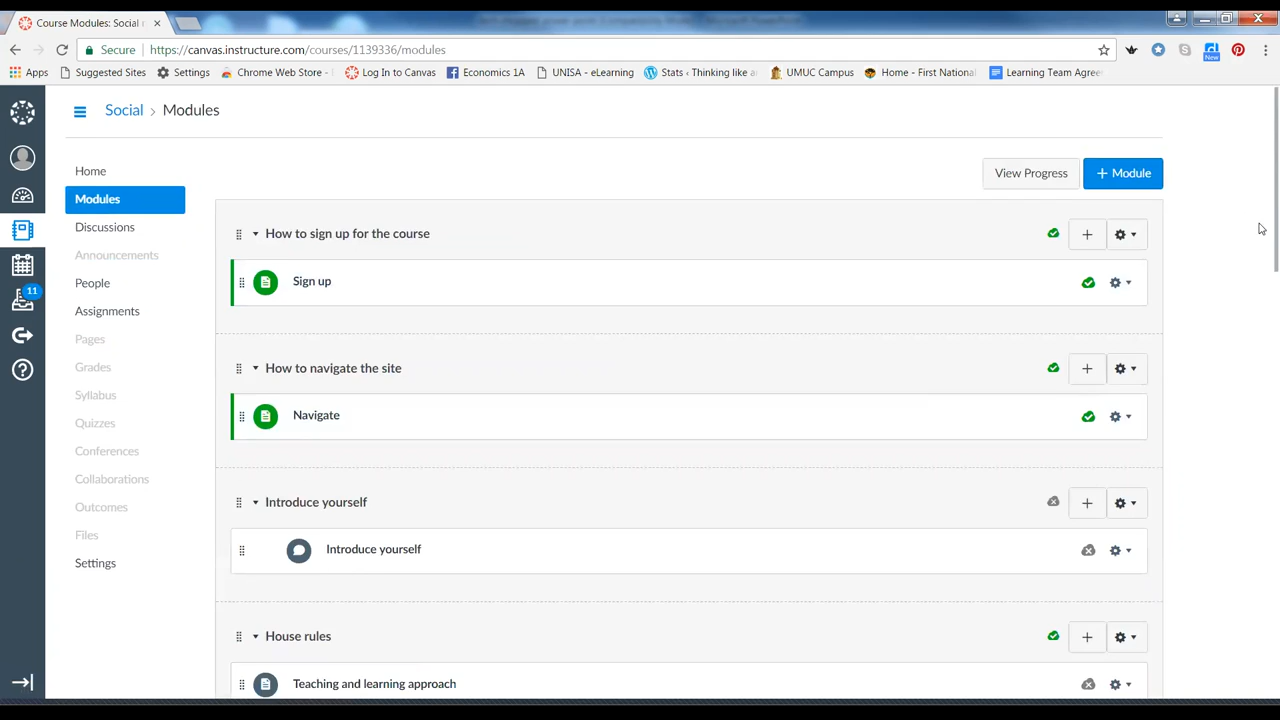 Course Modules: Social
Secure https://canvas.instructure.com/courses/1139336/modules
Apps Suggested Sites Settings Chrome Web Store - Log In to Canvas Economics 1A UNISA - eLearning Stats ‹ Thinking like UMUC Campus Home - First National Learning Team Agree
New
Social > Modules
View Progress + Module
Home
Modules
Discussions
Announcements
People
Assignments
Pages
Grades
Syllabus
Quizzes
Conferences
Collaborations
Outcomes
Files
Settings
11
How to sign up for the course
Sign up
How to navigate the site
Navigate
Introduce yourself
Introduce yourself
House rules
Teaching and learning approach